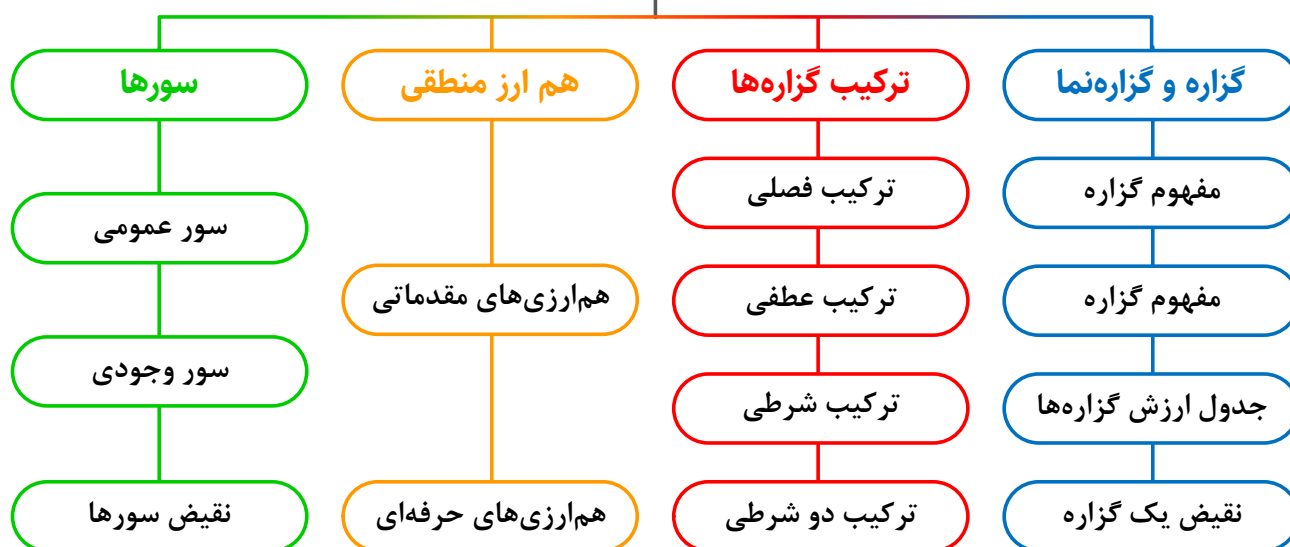 گزاره و گزاره‌نما
مفهوم گزاره
مفهوم گزاره
جدول ارزش گزاره‌ها
نقیض یک گزاره
ترکیب گزاره‌ها
ترکیب فصلی
ترکیب عطفی
ترکیب شرطی
ترکیب دو شرطی
هم ارز منطقی
هم‌ارزی‌های مقدماتی
هم‌ارزی‌های حرفه‌ای
سورها
سور عمومی
سور وجودی
نقیض سورها